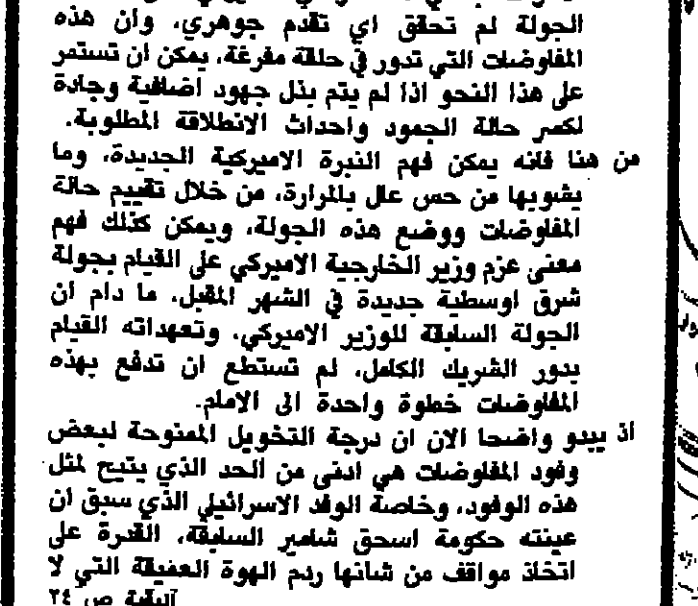 الجولة لم تحقق اي تقدم جوهري، وان هذه
المفاوضات التي تدور في حلقة مفرغة، يمكن ان تستمر
على هذا النحو اذا لم يتم بذل جهود اضافية وجادة
لكسر حالة الجمود واحداث الانطلاقة المطلوبة.
من هنا فانه يمكن فهم النبرة الاميركية الجديدة، وما
يشوبها من حس عال بالمرارة، من خلال تقييم حالة
المفاوضات ووضع هذه الجولة، ويمكن كذلك فهم
معنى عزم وزير الخارجية الاميركي على القيام بجولة
شرق اوسطية جديدة في الشهر المقبل، ما دام ان
الجولة السابقة للوزير الاميركي، وتعهداته القيام
بدور الشريك الكامل، لم تستطع ان تدفع بهذه
المفاوضات خطوة واحدة الى الامام.
اذ يبدو واضحا الان ان درجة التخويل الممنوحة لبعض
وفود المفاوضات هي ادنى من الحد الذي يتيح لمثل
هذه الوفود، وخاصة الوفد الاسرائيلي الذي سبق ان
عينته حكومة اسحق شامير السابقة، القدرة على
اتخاذ مواقف من شانها ردم الهوة العميقة التي لا
البقية ص ٢٤